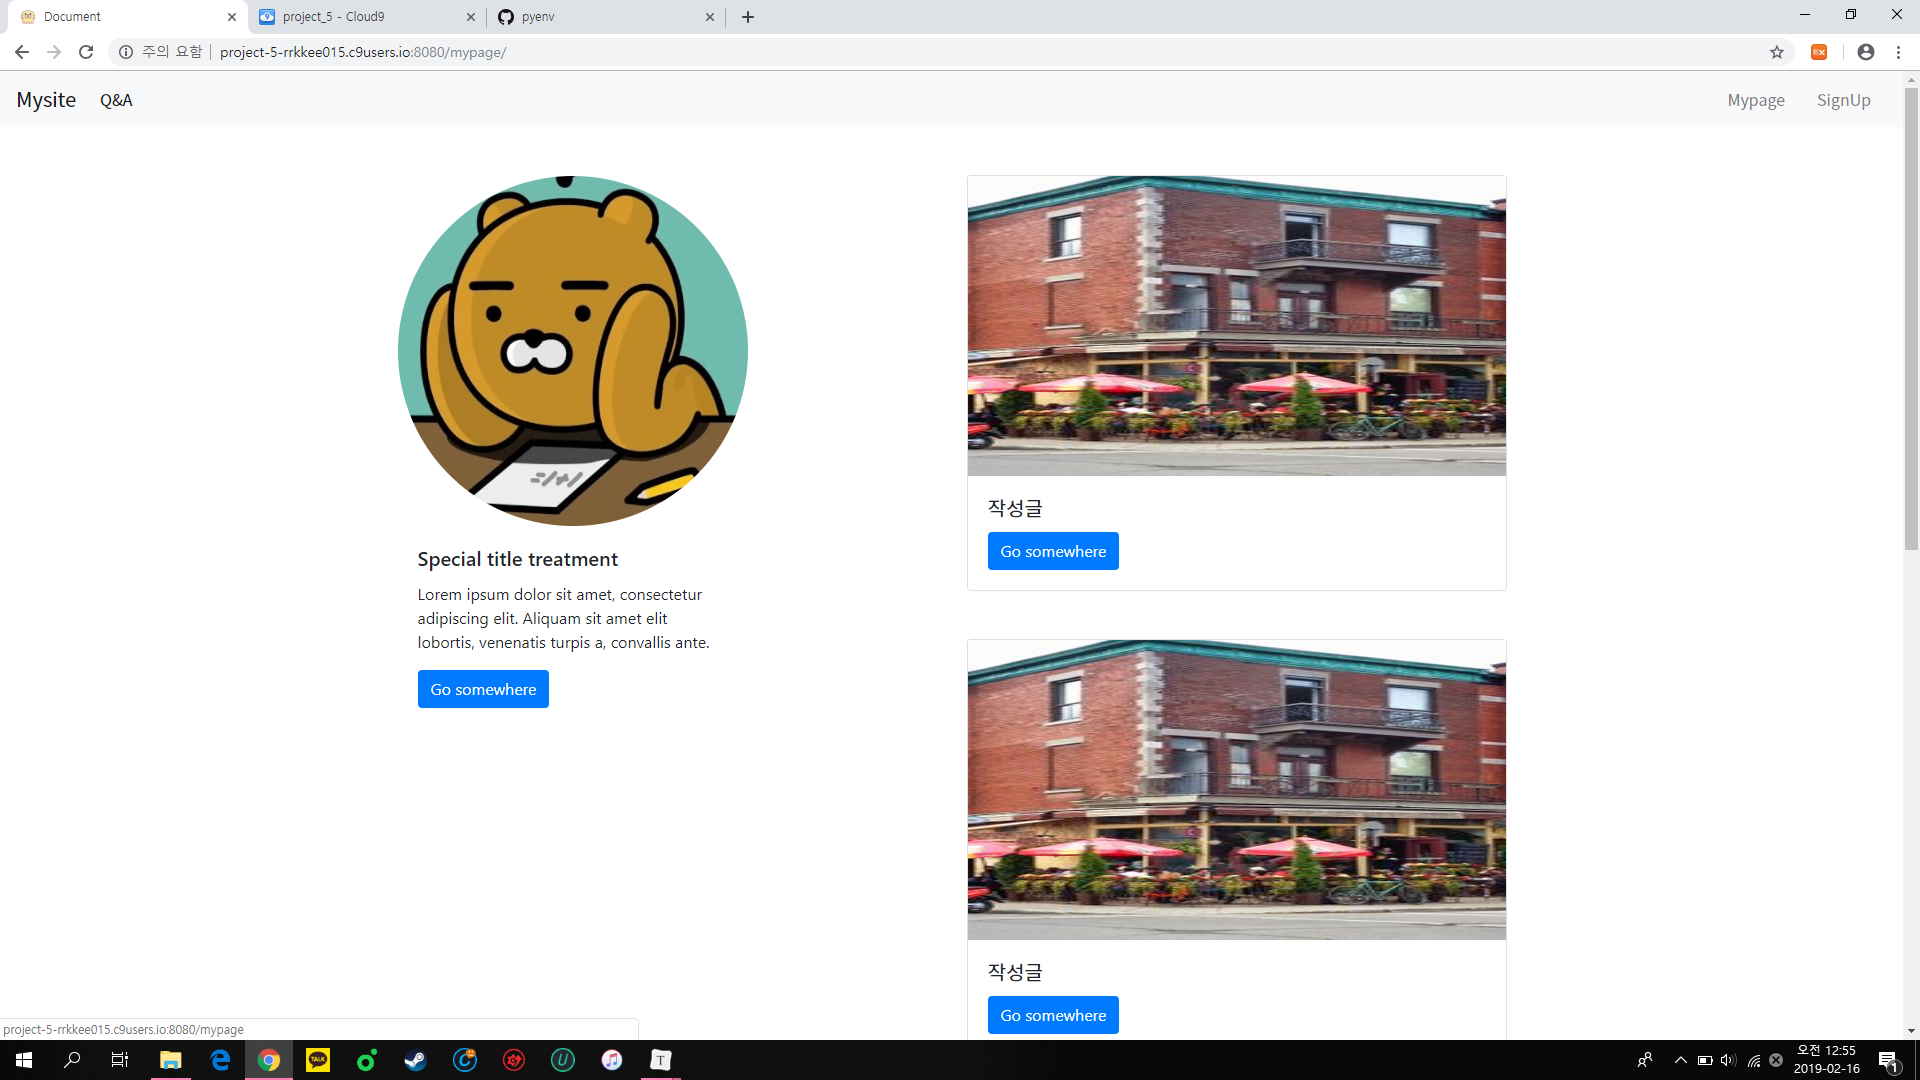 Document
project_5 - Cloud9
pyenv
주의 요함
project-5-rrkkee015.c9users.io:8080/mypage/
Mysite
Q&A
Mypage
SignUp
Special title treatment
Lorem ipsum dolor sit amet, consectetur
adipiscing elit. Aliquam sit amet elit
lobortis, venenatis turpis a, convallis ante.
Go somewhere
작성글
Go somewhere
작성글
Go somewhere
project-5-rrkkee015.c9users.io:8080/mypage
TALK
오전 12:55
2019-02-16
1